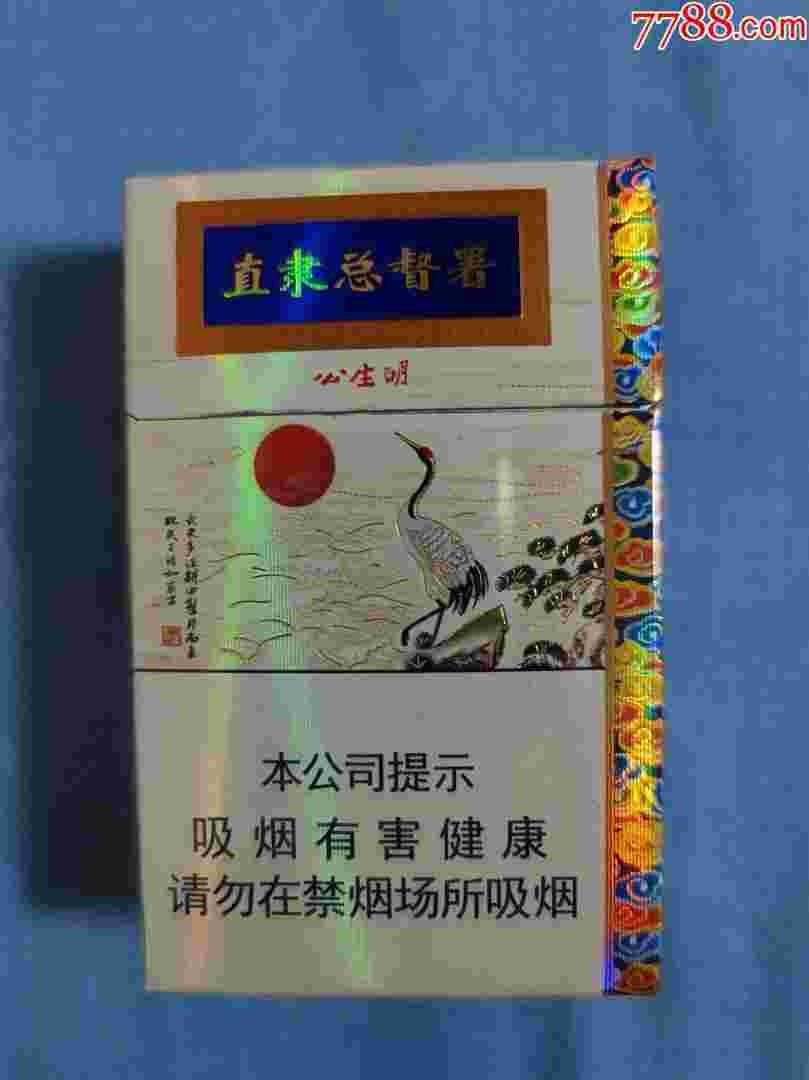 7788.com
直隶总督署
公生明
本公司提示
吸烟有害健康
请勿在禁烟场所吸烟